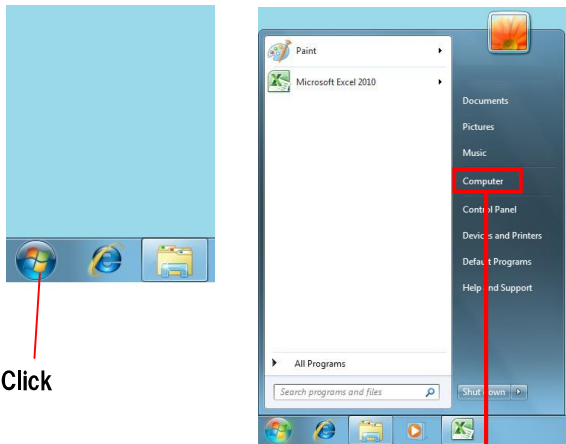 Click
Paint
Microsoft Excel 2010
All Programs
Search programs and files
Documents
Pictures
Music
Computer
Control Panel
Devices and Printers
Default Programs
Help and Support
Shut down